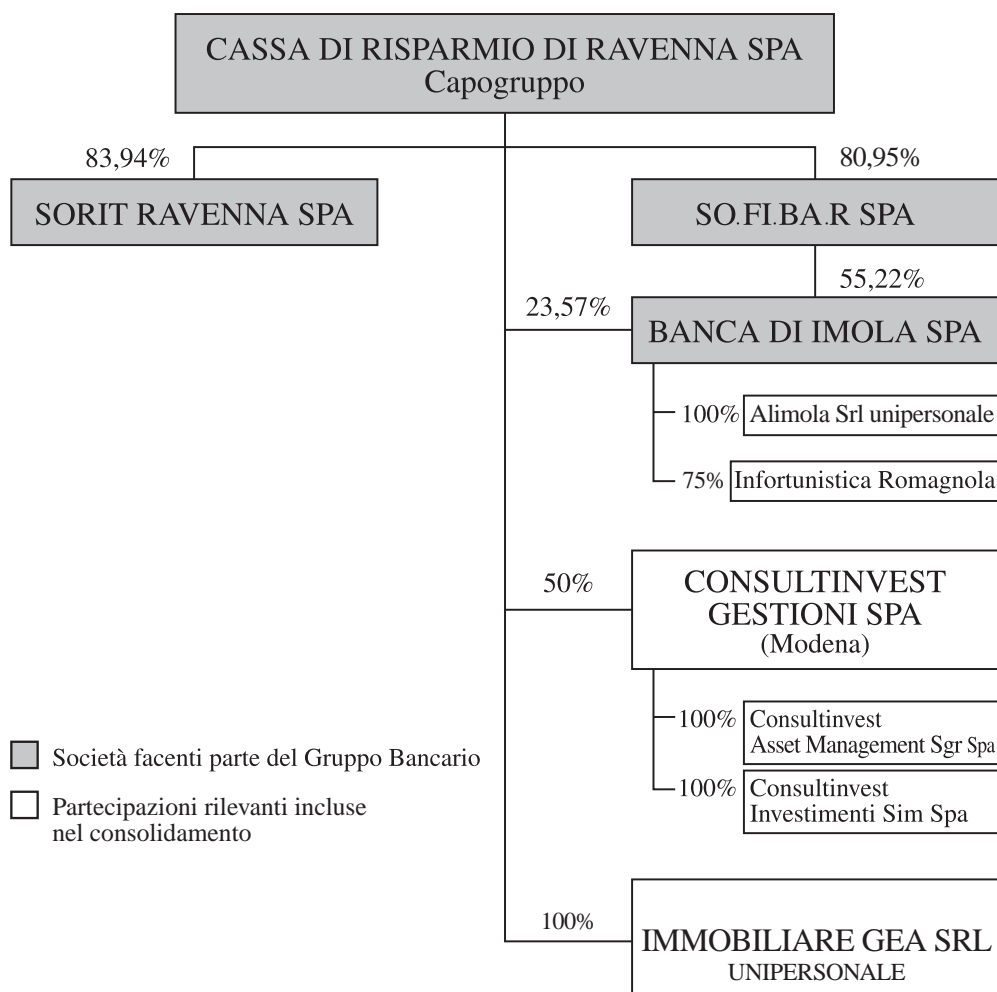 CASSA DI RISPARMIO DI RAVENNA SPA
Capogruppo
83,94%
80,95%
SORIT RAVENNA SPA
SO.FI.BA.R SPA
55,22%
23,57%
BANCA DI IMOLA SPA
100%
Alimola Srl unipersonale
75%
Infortunistica Romagnola
50%
CONSULTINVEST
GESTIONI SPA
(Modena)
100%
Consultinvest
Asset Management Sgr Spa
100%
Consultinvest
Investimenti Sim Spa
Società facenti parte del Gruppo Bancario
Partecipazioni rilevanti incluse
nel consolidamento
100%
IMMOBILIARE GEA SRL
UNIPERSONALE